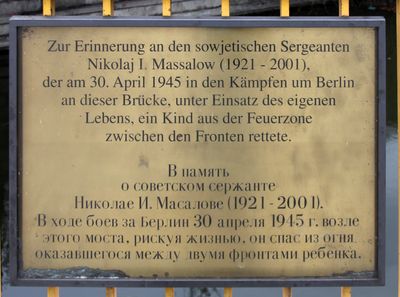 Zur Erinnerung an den sowjetischen Sergeanten
Nikolaj I. Massalow (1921 - 2001),
der am 30. April 1945 in den Kämpfen um Berlin
an dieser Brücke, unter Einsatz des eigenen
Lebens, ein Kind aus der Feuerzone
zwischen den Fronten rettete.
В память
о советском сержанте
Николае И. Масалове (1921 - 2001).
В ходе боев за Берлин 30 апреля 1945 г. возле
этого моста, рискуя жизнью, он спас из огня
оказавшегося между двумя фронтами ребенка.